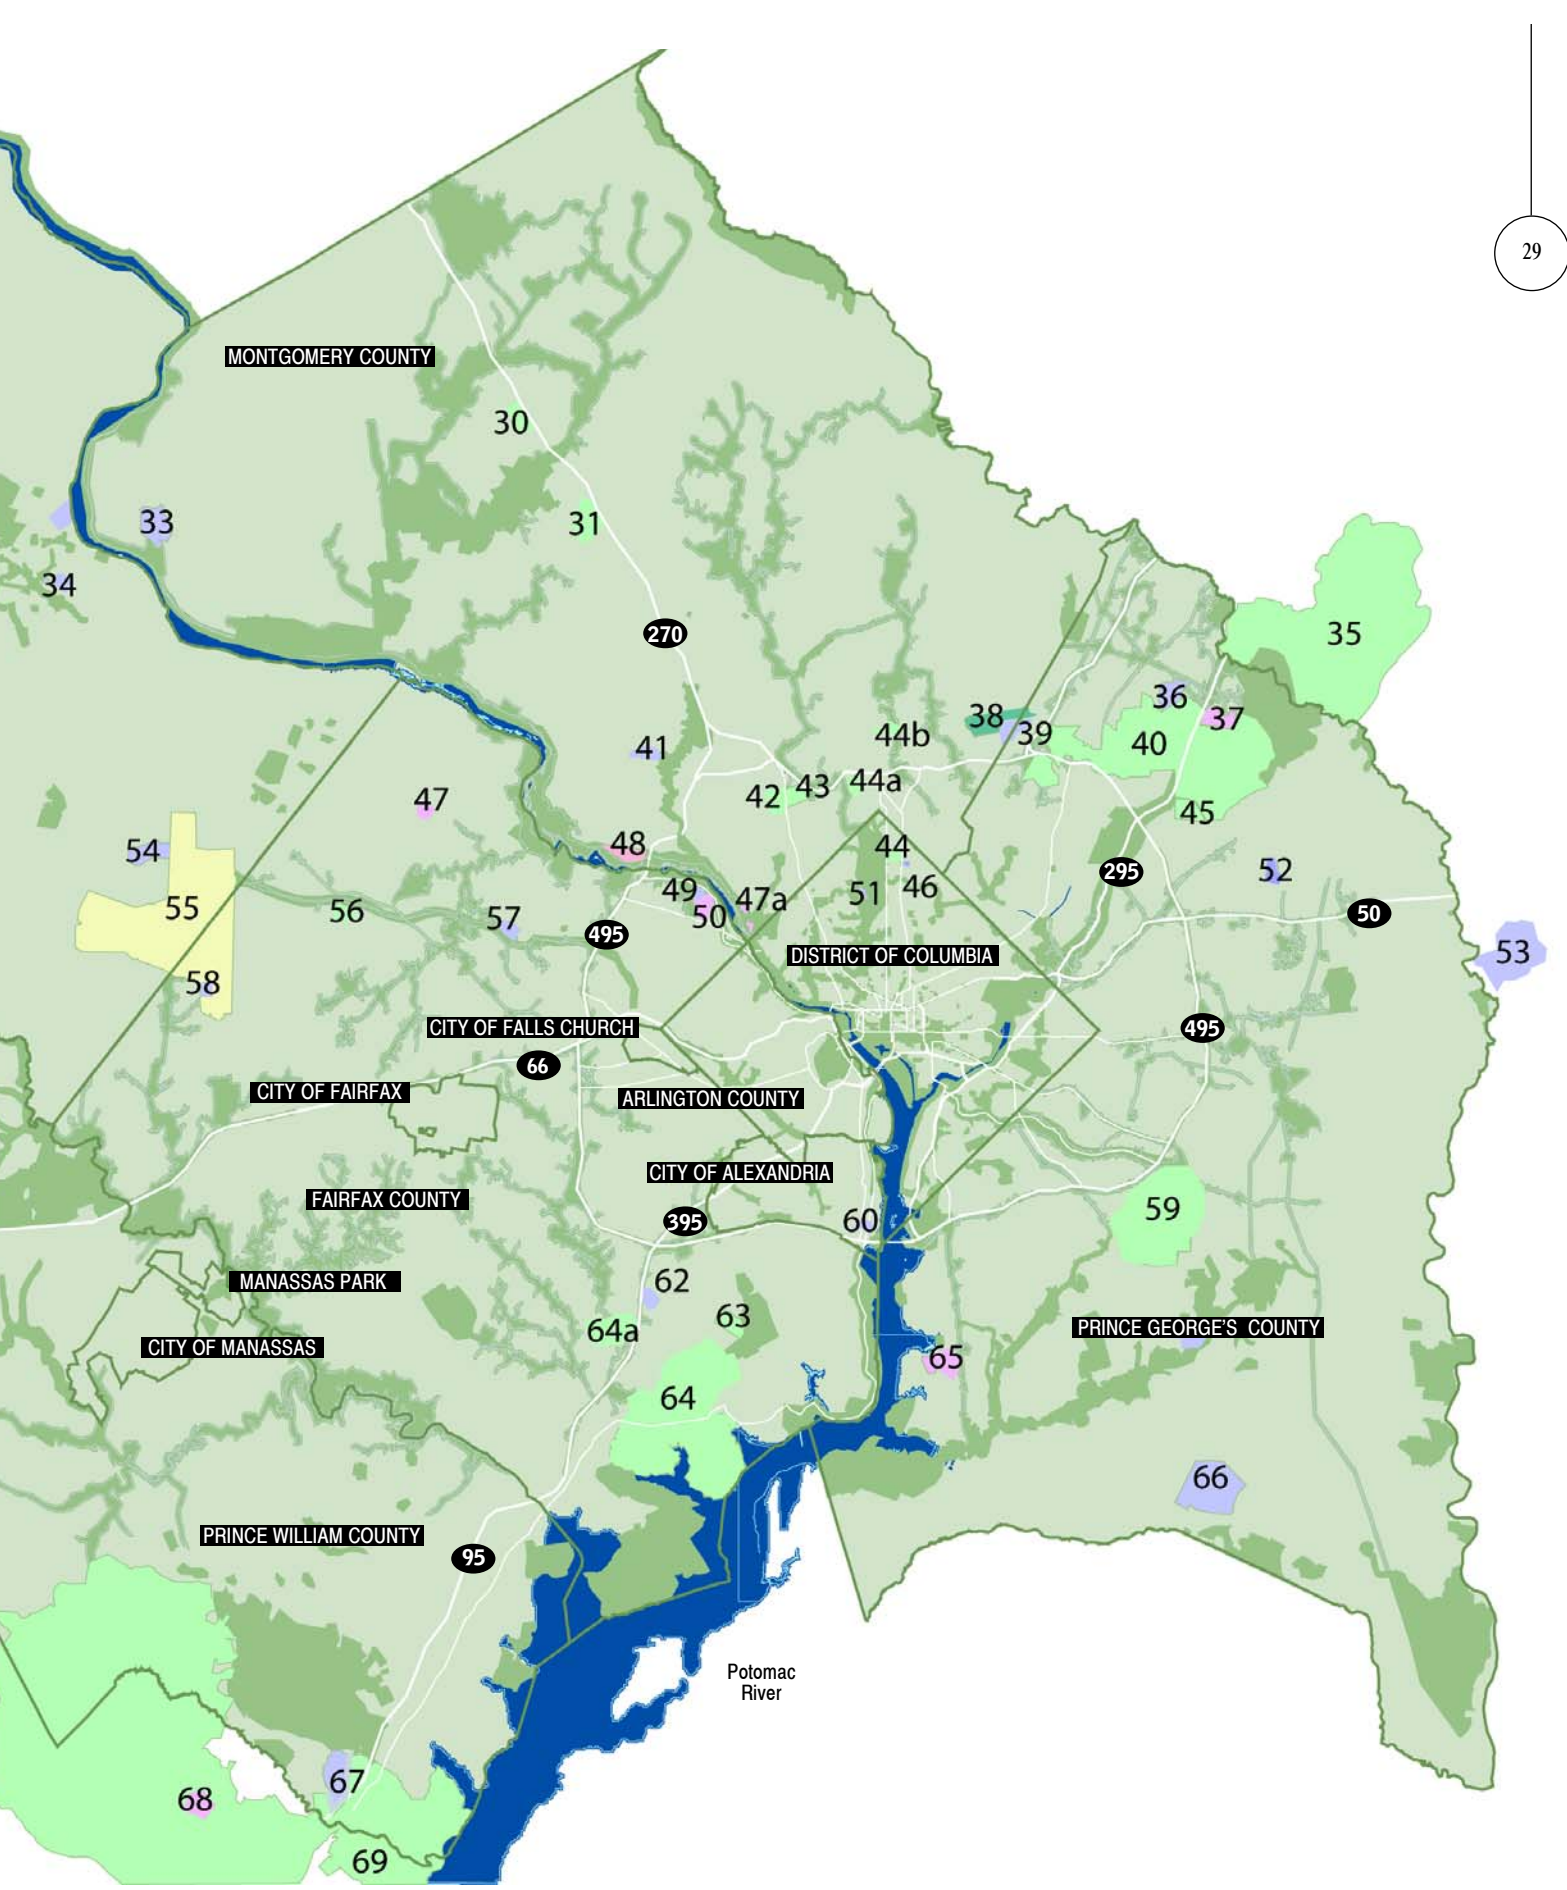 29
MONTGOMERY COUNTY
30
33
31
34
270
35
36
38
37
44b
39
40
41
44a
43
42
47
45
48
44
54
295
52
49
46
47a
51
55
56
50
57
50
495
53
DISTRICT OF COLUMBIA
58
CITY OF FALLS CHURCH
495
66
CITY OF FAIRFAX
ARLINGTON COUNTY
CITY OF ALEXANDRIA
FAIRFAX COUNTY
59
395
60
MANASSAS PARK
62
63
64a
PRINCE GEORGE'S COUNTY
CITY OF MANASSAS
65
64
66
PRINCE WILLIAM COUNTY
95
Potomac
River
67
68
69